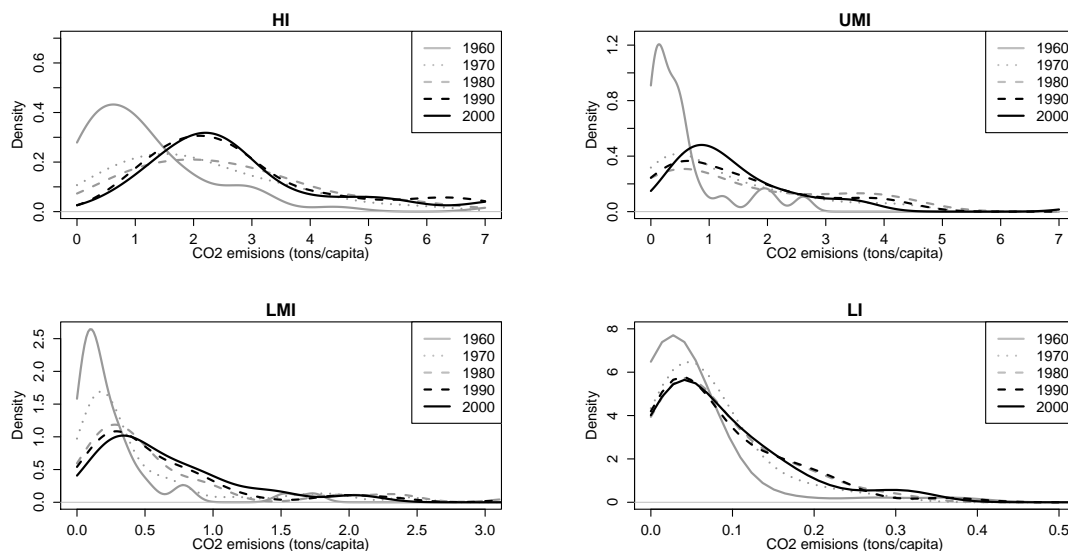 HI
Density
0.0 0.2 0.4 0.6
0 1 2 3 4 5 6 7
CO2 emisions (tons/capita)
1960
1970
1980
1990
2000
UMI
Density
0.0 0.4 0.8 1.2
0 1 2 3 4 5 6 7
CO2 emissions (tons/capita)
1960
1970
1980
1990
2000
LMI
Density
0.0 0.5 1.0 1.5 2.0 2.5
0.0 0.5 1.0 1.5 2.0 2.5 3.0
CO2 emissions (tons/capita)
1960
1970
1980
1990
2000
LI
Density
0 2 4 6 8
0.0 0.1 0.2 0.3 0.4 0.5
CO2 emissions (tons/capita)
1960
1970
1980
1990
2000